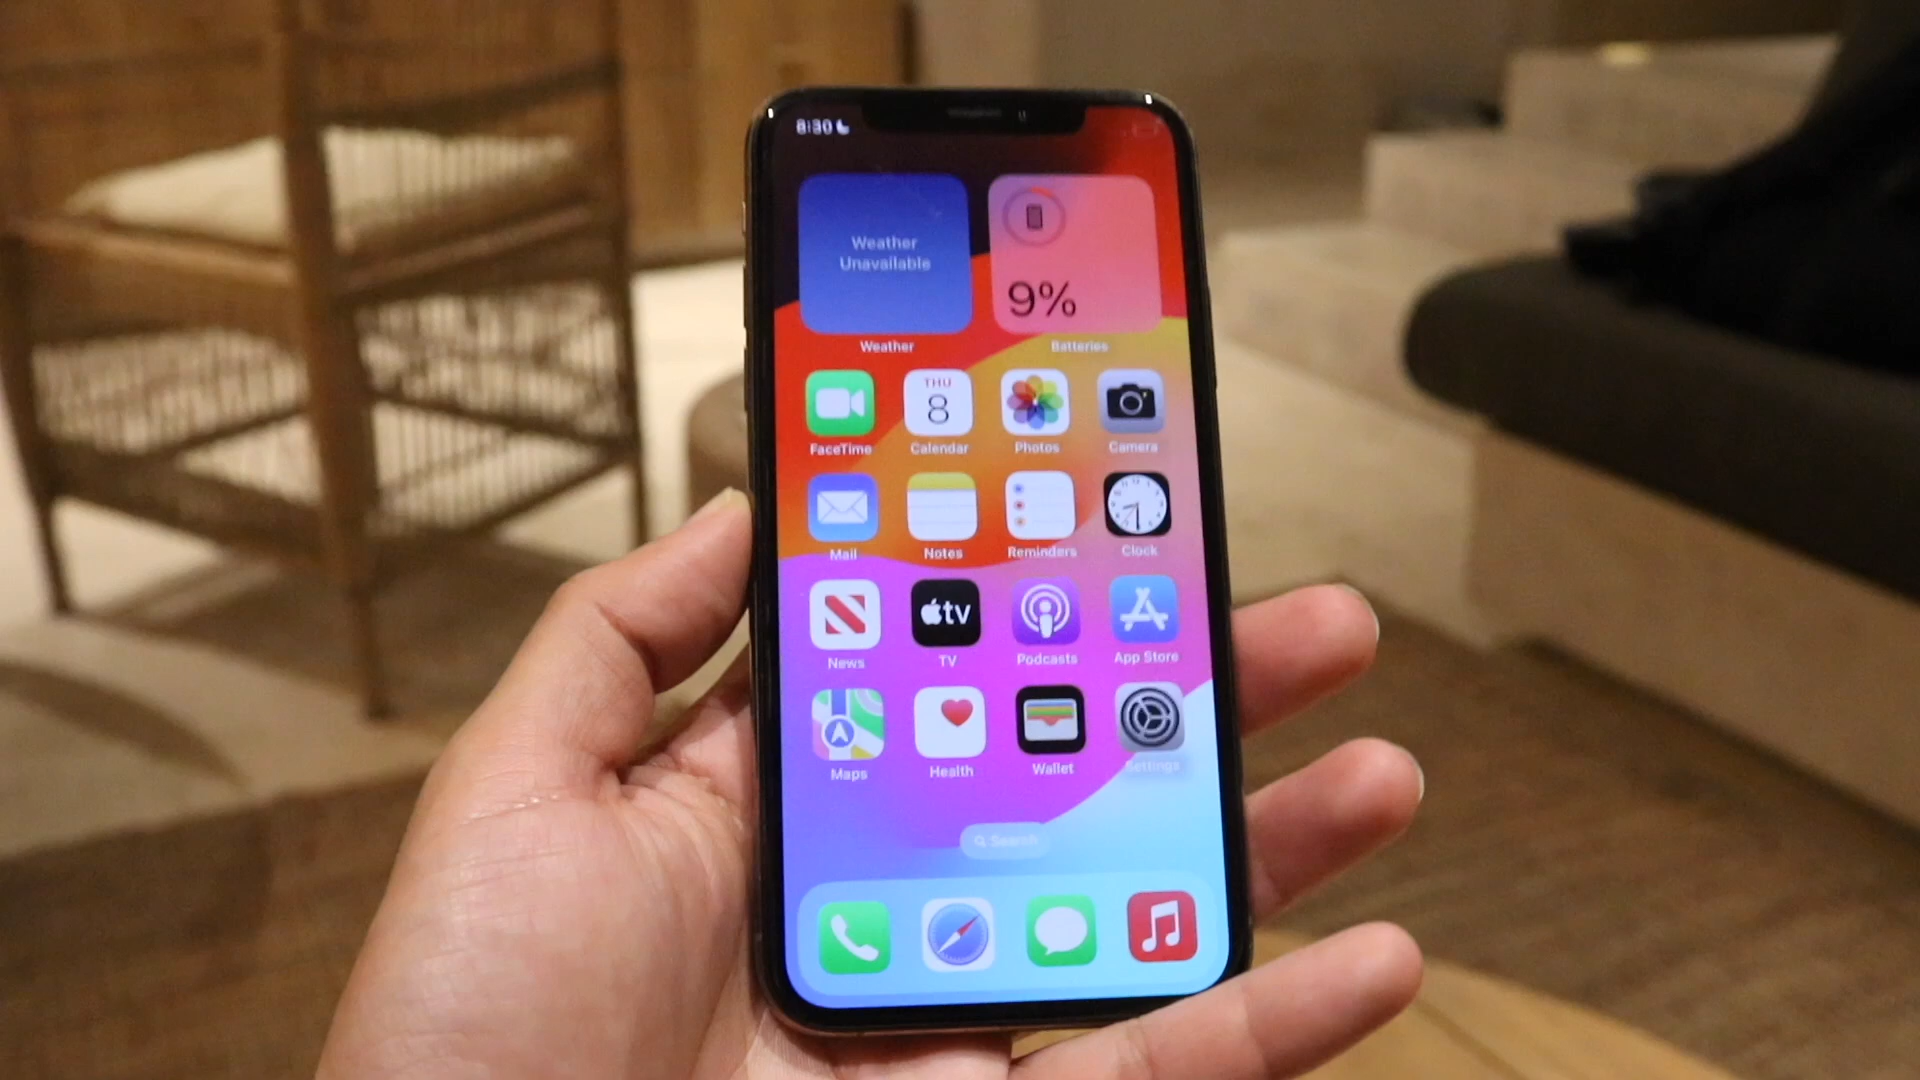 8:30
Weather
Unavailable
9%
Weather
Batteries
THU
8
FaceTime
Calendar
Photos
Camera
Mail
Notes
Reminders
Clock
tv
News
TV
Podcasts
App Store
Maps
Health
Wallet
Settings
Search